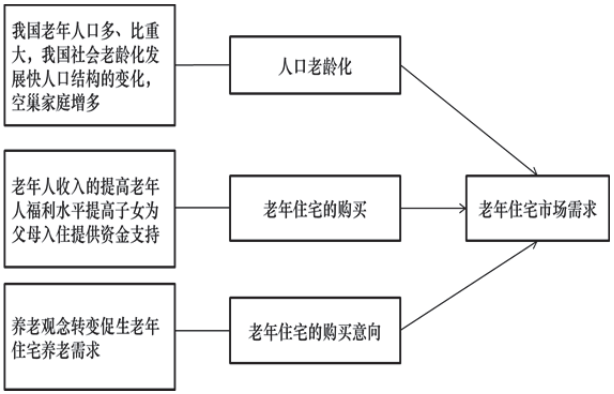 我国老年人口多、比重
大，我国社会老龄化发
展快人口结构的变化，
空巢家庭增多
人口老龄化
老年人收入的提高老年
人福利水平提高子女为
父母入住提供资金支持
老年住宅的购买
老年住宅市场需求
养老观念转变促生老年
住宅养老需求
老年住宅的购买意向